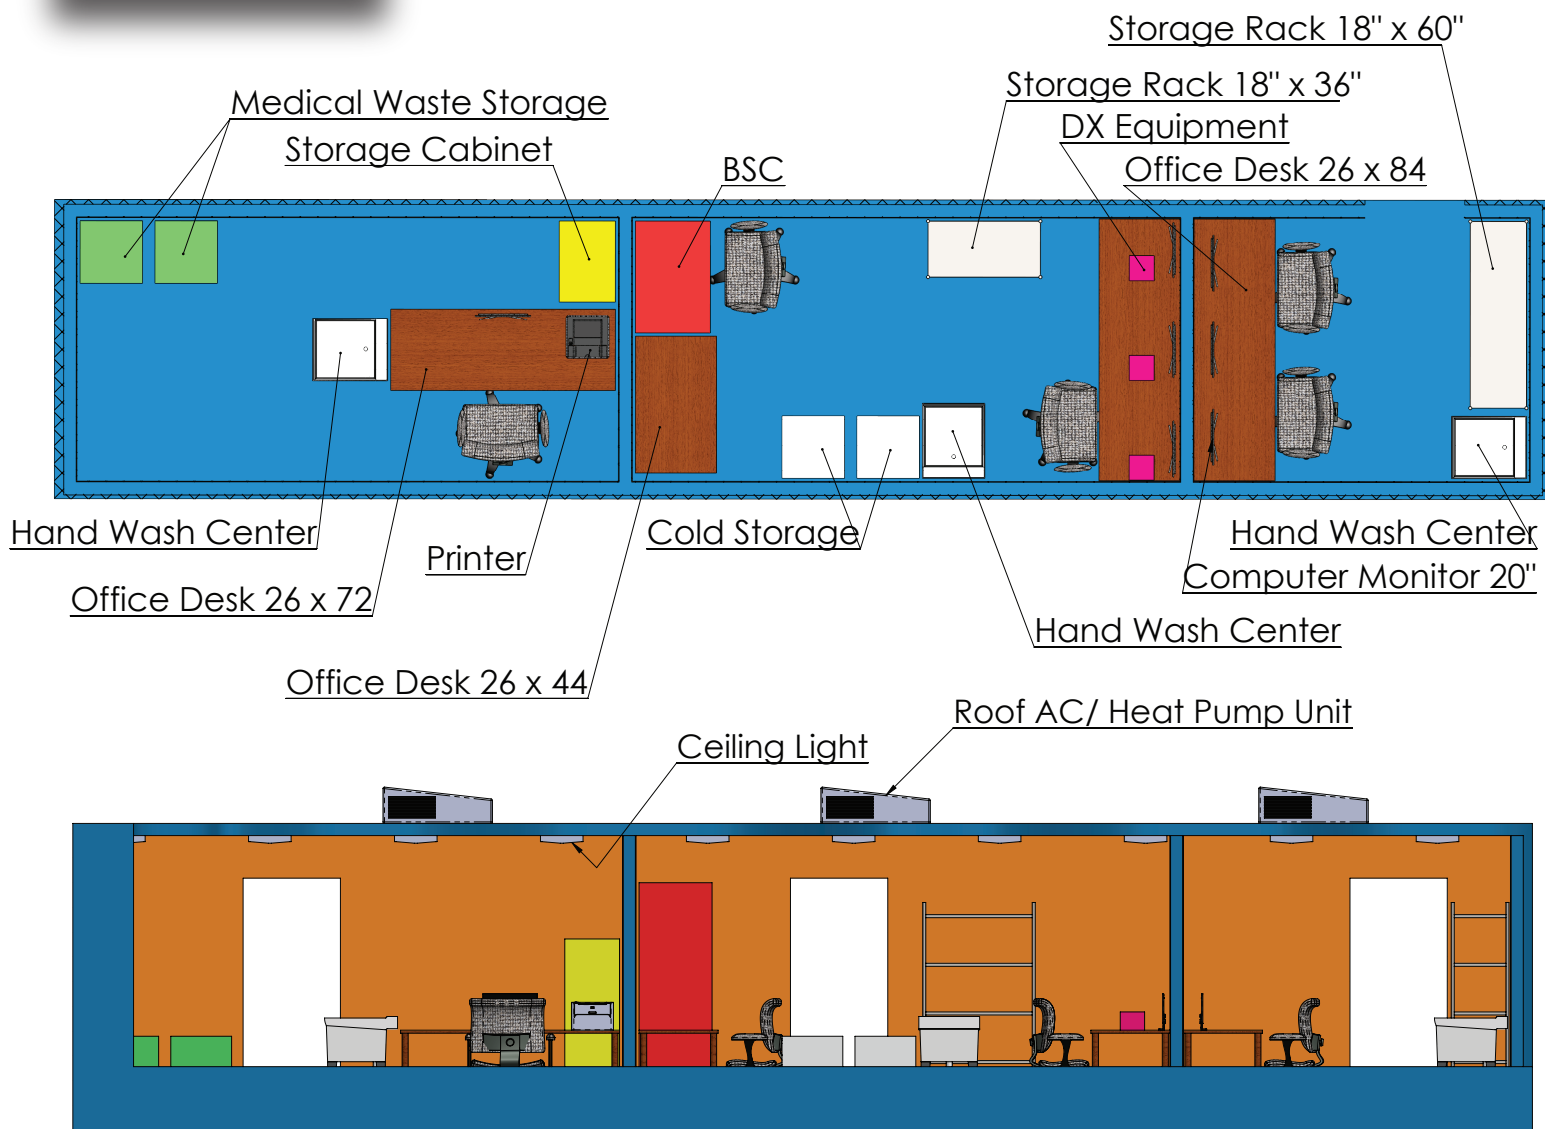 Storage Rack 18" x 60"
Storage Rack 18" x 36"
Medical Waste Storage
DX Equipment
Storage Cabinet
BSC
Office Desk 26 x 84
Hand Wash Center
Printer
Cold Storage
Hand Wash Center
Computer Monitor 20"
Office Desk 26 x 72
Hand Wash Center
Office Desk 26 x 44
Roof AC/ Heat Pump Unit
Ceiling Light